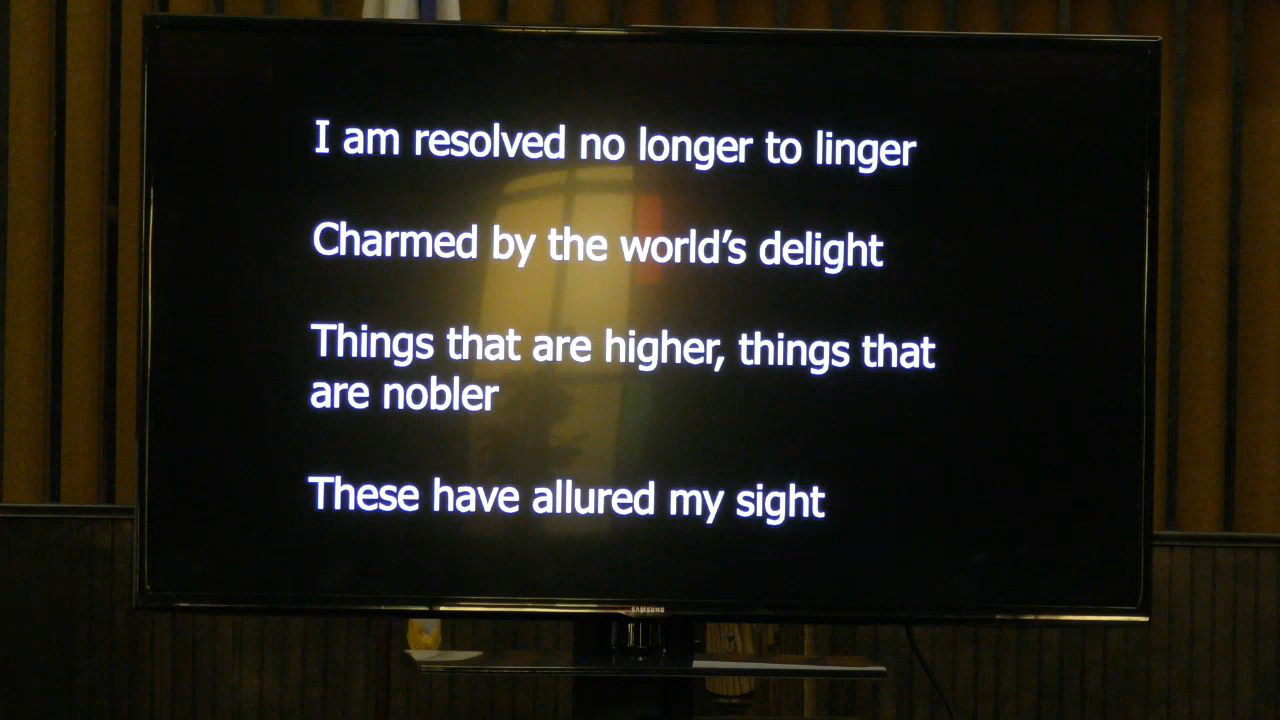 I am resolved no longer to linger
Charmed by the world's delight
Things that are higher, things that
are nobler
These have allured my sight
SAMSUNG